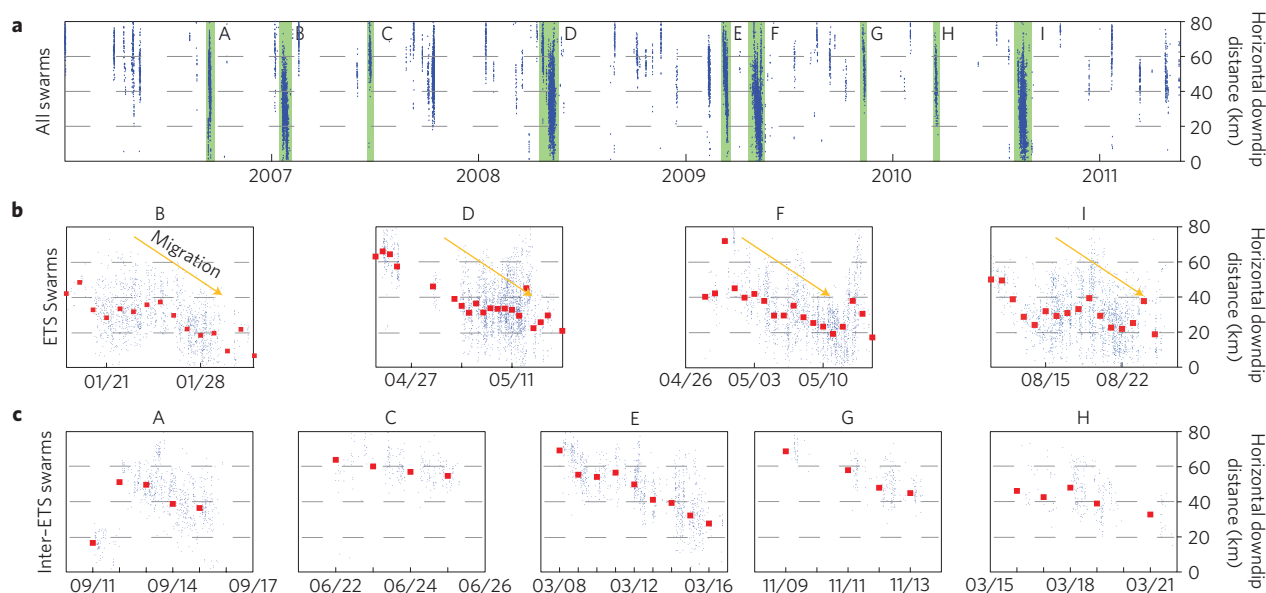 a
A B C D E F G H I
All swarms
80
60
40
20
0
Horizontal downdip
distance (km)
2007 2008 2009 2010 2011
b
B D F I
ETS Swarms
Migration
80
60
40
20
0
Horizontal downdip
distance (km)
01/21 01/28 04/27 05/11 04/26 05/03 05/10 08/15 08/22
c
A C E G H
Inter-ETS swarms
80
60
40
20
0
Horizontal downdip
distance (km)
09/11 09/14 09/17 06/22 06/24 06/26 03/08 03/12 03/16 11/09 11/11 11/13 03/15 03/18 03/21